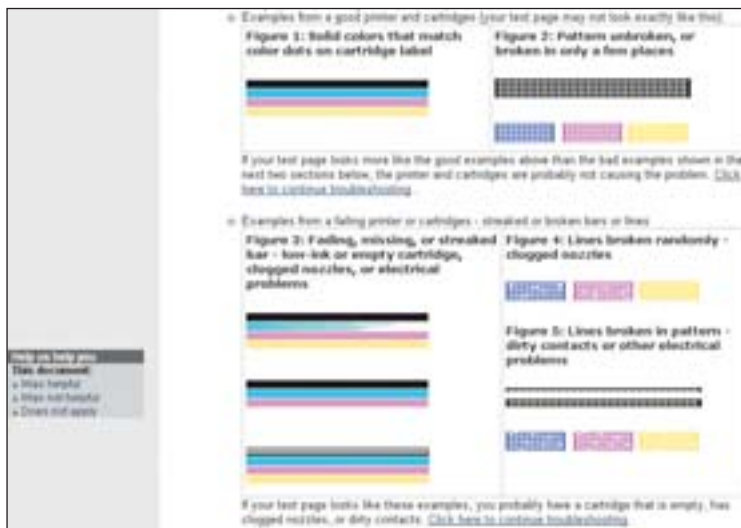 Examples from a good printer and cartridges (your test page may not look exactly like this)
Figure 1: Solid colors that match
color dots on cartridge label
Figure 2: Pattern unbroken, or
broken in only a few places
If your test page looks more like the good examples above than the bad examples shown in the
next two sections below, the printer and cartridges are probably not causing the problem. Click
here to continue troubleshooting.
Examples from a failing printer or cartridges - streaked or broken bars or lines
Figure 3: Fading, missing, or streaked
bar - low-ink or empty cartridge,
clogged nozzles, or electrical
problems
Figure 4: Lines broken randomly -
clogged nozzles
Figure 5: Lines broken in pattern -
dirty contacts or other electrical
problems
Help us help you
This document:
Was helpful
Was not helpful
Does not apply
If your test page looks like these examples, you probably have a cartridge that is empty, has
clogged nozzles, or dirty contacts. Click here to continue troubleshooting.